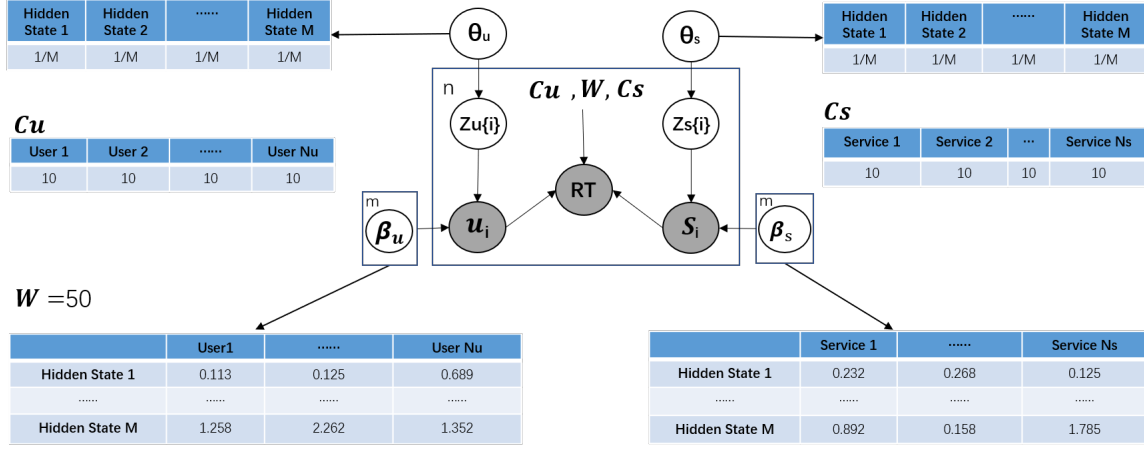 Hidden State 1 Hidden State 2 ...... Hidden State M
1/M 1/M 1/M 1/M
θu
θs
Hidden State 1 Hidden State 2 ...... Hidden State M
1/M 1/M 1/M 1/M
n
Cu ,W, Cs
Cu
User 1 User 2 ...... User Nu
10 10 10 10
Zu{i}
Zs{i}
Cs
Service 1 Service 2 ... Service Ns
10 10 10 10
RT
m
βu
ui
Si
m
βs
W =50
User1 ...... User Nu
Hidden State 1 0.113 0.125 0.689
...... ...... ...... ......
Hidden State M 1.258 2.262 1.352
Service 1 ...... Service Ns
Hidden State 1 0.232 0.268 0.125
...... ...... ...... ......
Hidden State M 0.892 0.158 1.785